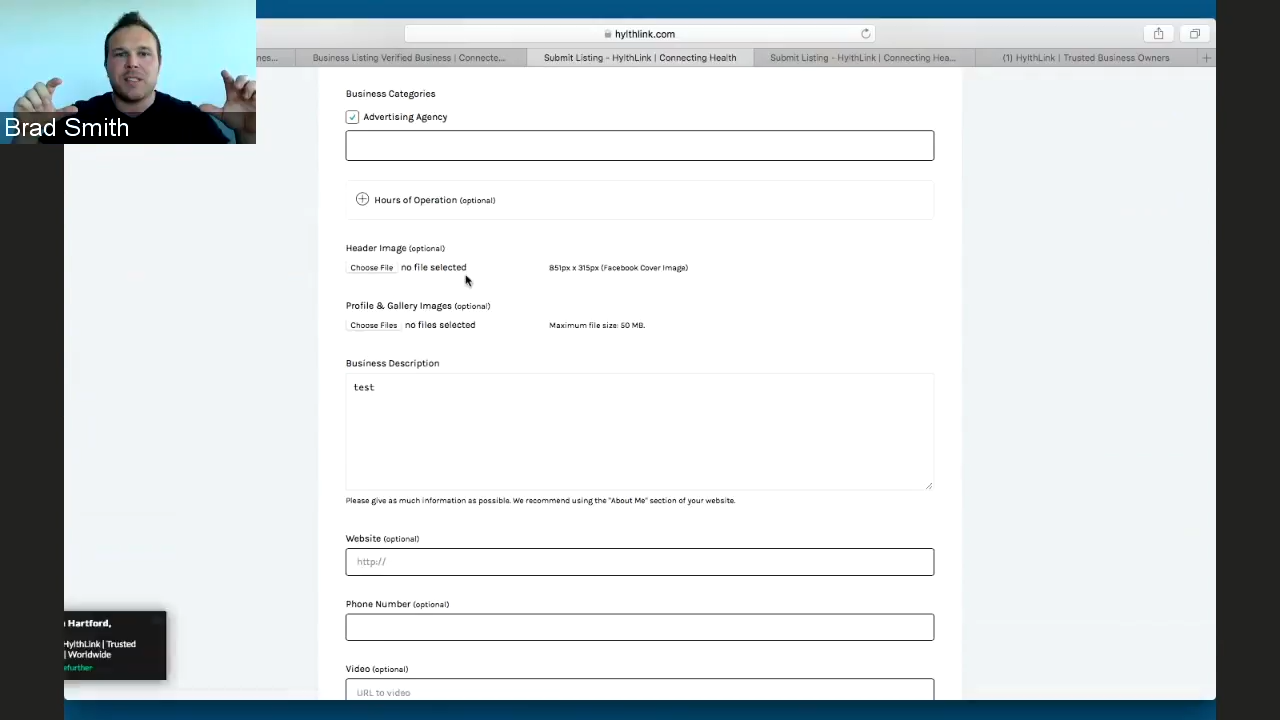 Brad Smith
hylthlink.com
nes...
Business Listing Verified Business | Connecte...
Submit Listing - HylthLink | Connecting Health
Submit Listing - HylthLink | Connecting Hea...
(1) HylthLink | Trusted Business Owners
Business Categories
Advertising Agency
Hours of Operation (optional)
Header Image (optional)
Choose File no file selected
851px x 315px (Facebook Cover Image)
Profile & Gallery Images (optional)
Choose Files no files selected
Maximum file size: 50 MB.
Business Description
test
Please give as much information as possible. We recommend using the "About Me" section of your website.
Website (optional)
http://
Phone Number (optional)
Video (optional)
URL to video
Hartford,
HylthLink | Trusted
| Worldwide
efurther